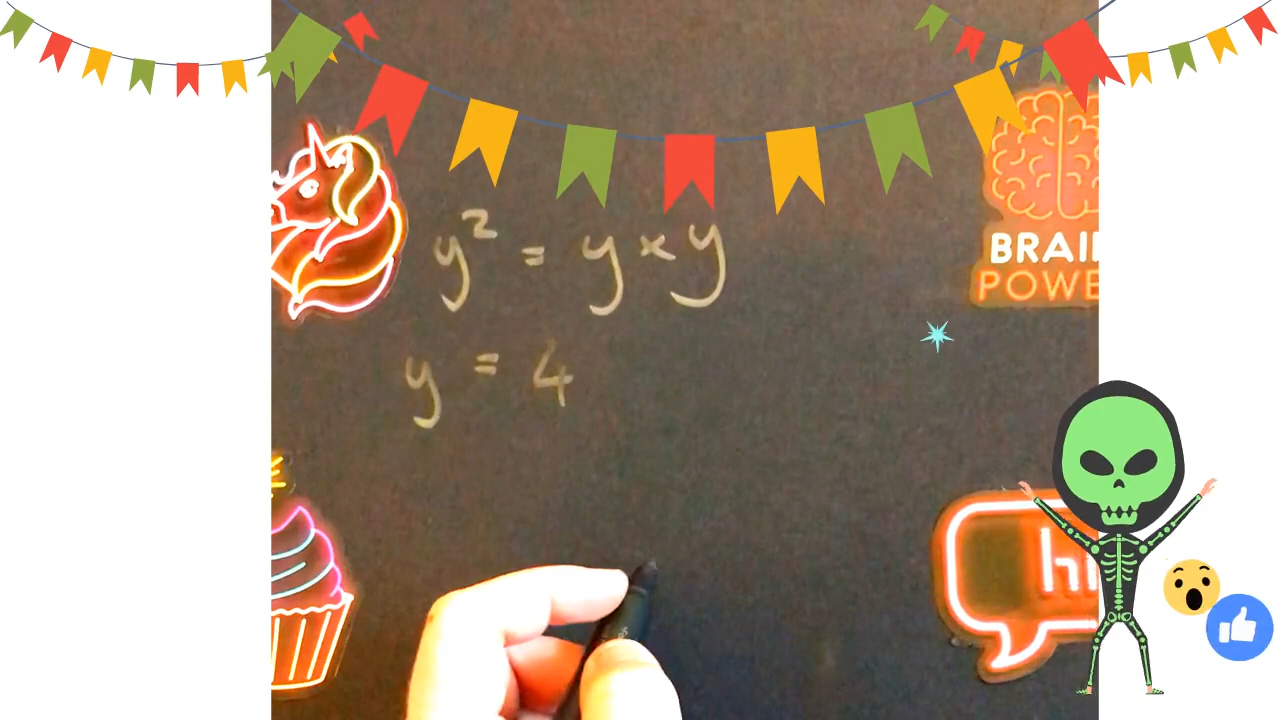 y² = y × y
y = 4
BRAI
POWE
hi